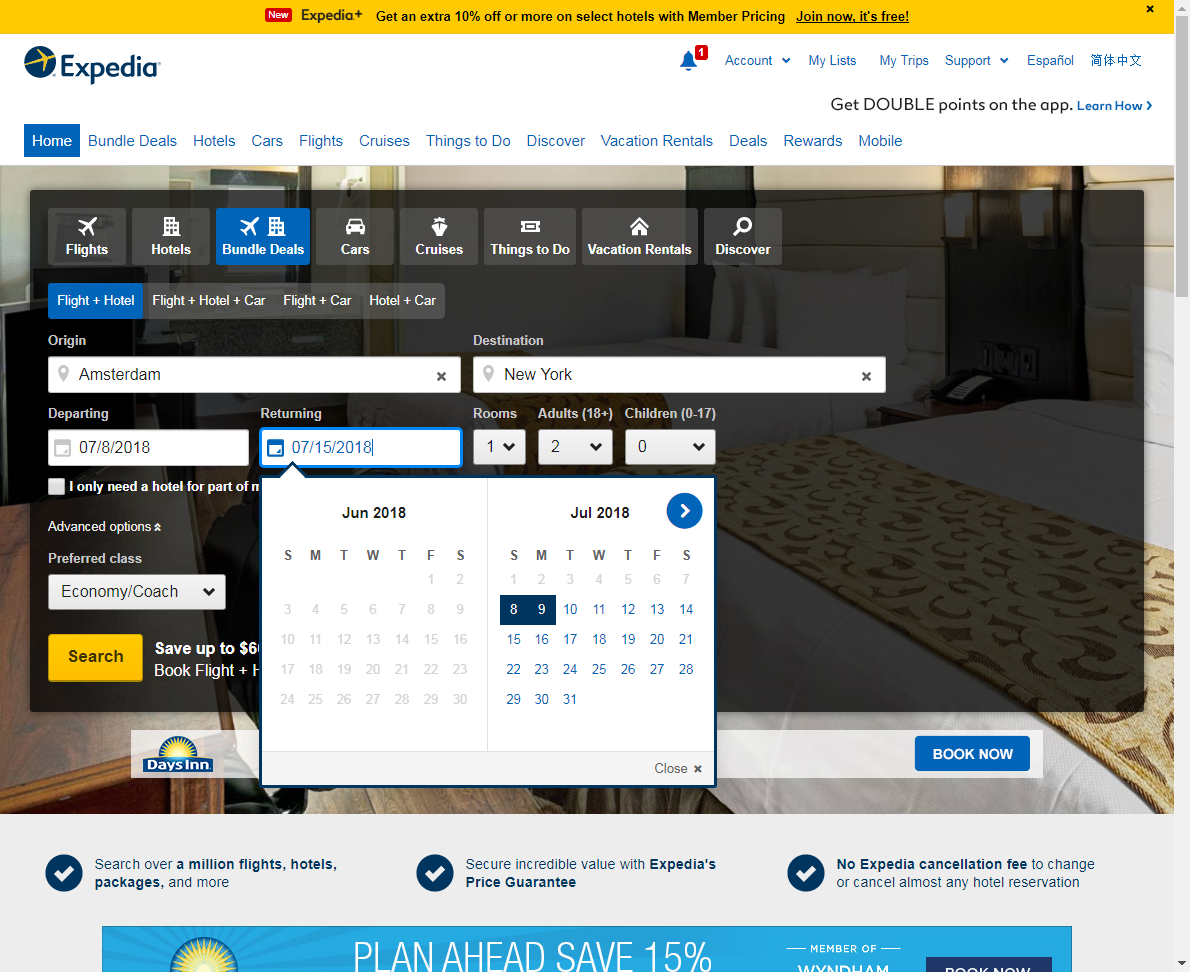 New Expedia+ Get an extra 10% off or more on select hotels with Member Pricing Join now, it's free!
Expedia
1 Account My Lists My Trips Support Español 简体中文
Get DOUBLE points on the app. Learn How
Home Bundle Deals Hotels Cars Flights Cruises Things to Do Discover Vacation Rentals Deals Rewards Mobile
Flights Hotels Bundle Deals Cars Cruises Things to Do Vacation Rentals Discover
Flight + Hotel Flight + Hotel + Car Flight + Car Hotel + Car
Origin Destination
Amsterdam New York
Departing Returning Rooms Adults (18+) Children (0-17)
07/8/2018 07/15/2018 1 2 0
I only need a hotel for part of m
Advanced options
Preferred class
Economy/Coach
Search
Save up to $6
Book Flight + H
Jun 2018
S M T W T F S
1 2
3 4 5 6 7 8 9
10 11 12 13 14 15 16
17 18 19 20 21 22 23
24 25 26 27 28 29 30
Jul 2018
S M T W T F S
1 2 3 4 5 6 7
8 9 10 11 12 13 14
15 16 17 18 19 20 21
22 23 24 25 26 27 28
29 30 31
Close
Days Inn
BOOK NOW
Search over a million flights, hotels,
packages, and more
Secure incredible value with Expedia's
Price Guarantee
No Expedia cancellation fee to change
or cancel almost any hotel reservation
PLAN AHEAD SAVE 15%
MEMBER OF
WYNDHAM
BOOK NOW